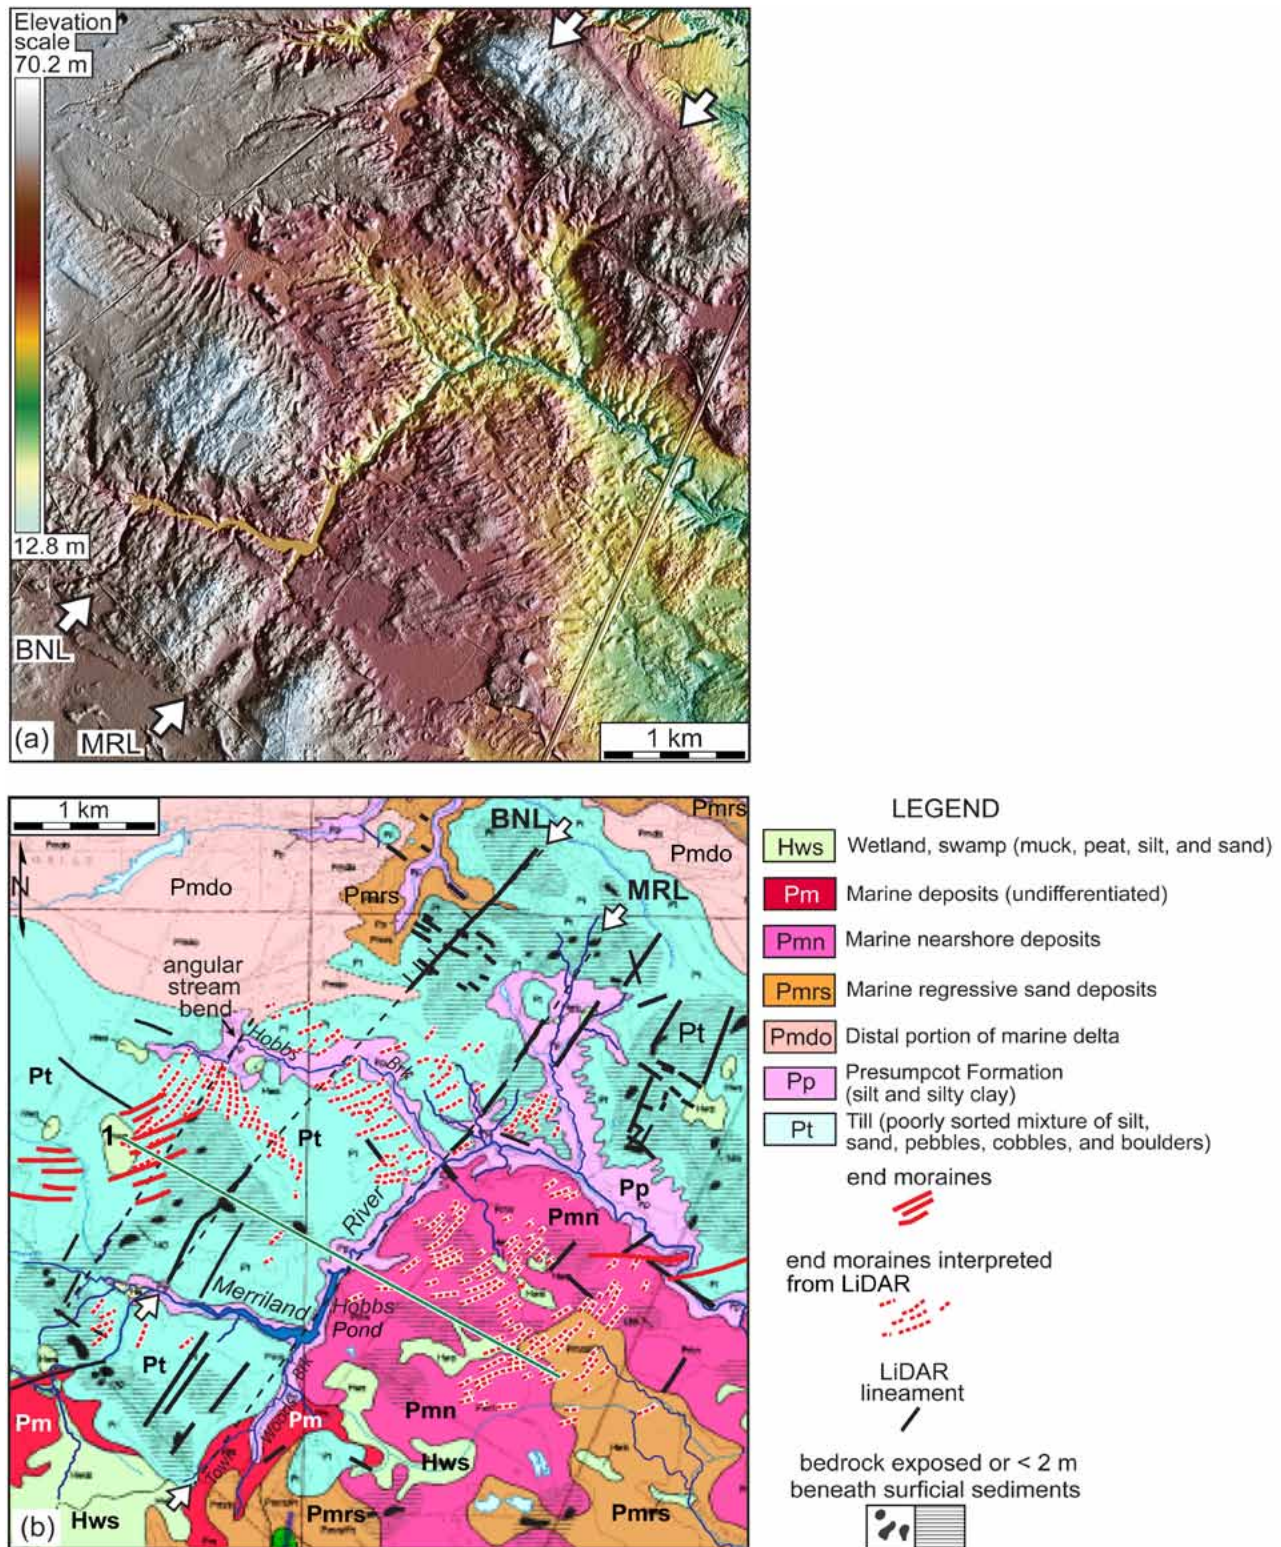 Elevation
scale
70.2 m
12.8 m
BNL
MRL
(a)
1 km
1 km
N
BNL
MRL
Pmrs
Pmdo
Pmdo
Pmrs
angular
stream
bend
Hobbs
Brk
Pt
Pt
Pt
1
River
Pp
Pmn
Merriland
Hobbs
Pond
Pt
Brk
Woods
Town
Pm
Pm
Pmn
Hws
Hws
Pmrs
Pmrs
(b)
LEGEND
Hws Wetland, swamp (muck, peat, silt, and sand)
Pm Marine deposits (undifferentiated)
Pmn Marine nearshore deposits
Pmrs Marine regressive sand deposits
Pmdo Distal portion of marine delta
Pp Presumpcot Formation
(silt and silty clay)
Pt Till (poorly sorted mixture of silt,
sand, pebbles, cobbles, and boulders)
end moraines
end moraines interpreted
from LiDAR
LiDAR
lineament
bedrock exposed or < 2 m
beneath surficial sediments